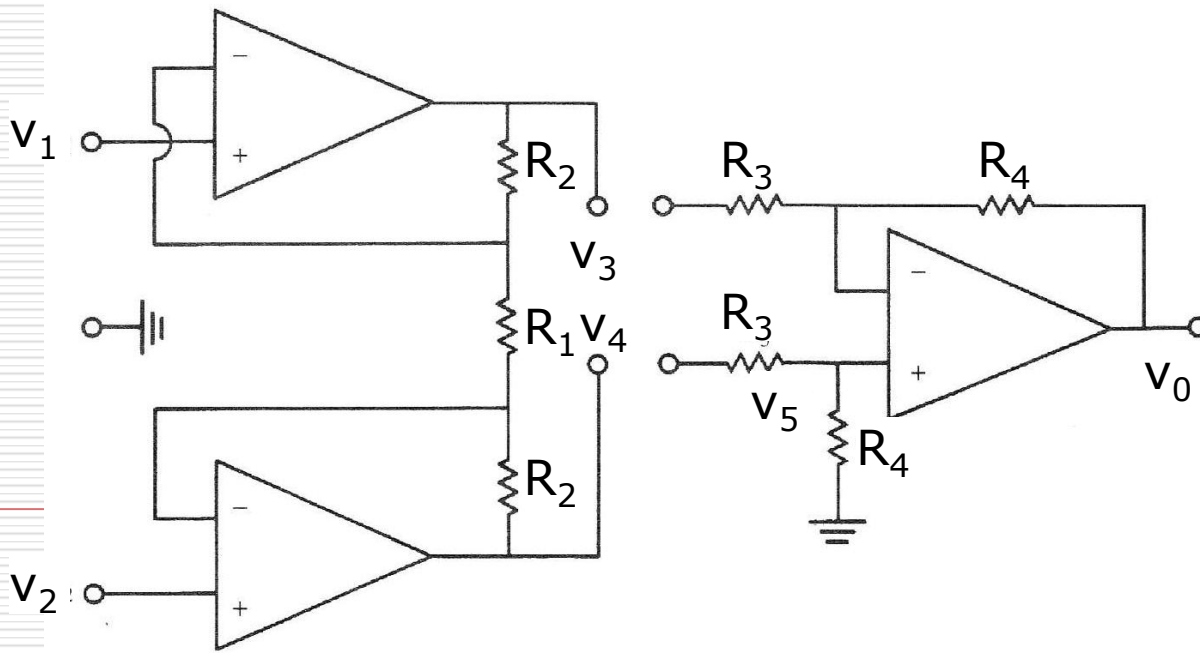 −
v₁
+
R₂
R₃
R₄
v₃
−
R₁ v₄
R₃
+
v₅
v₀
R₄
R₂
−
v₂
+